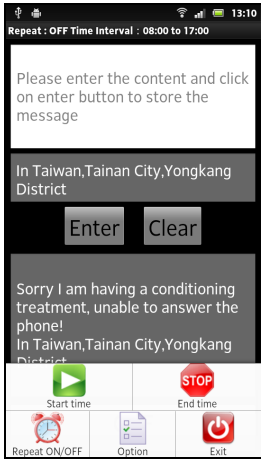 13:10
Repeat : OFF Time Interval : 08:00 to 17:00
Please enter the content and click
on enter button to store the
message
In Taiwan,Tainan City,Yongkang
District
Enter Clear
Sorry I am having a conditioning
treatment, unable to answer the
phone!
In Taiwan,Tainan City,Yongkang
District
STOP
Start time End time
Repeat ON/OFF Option Exit